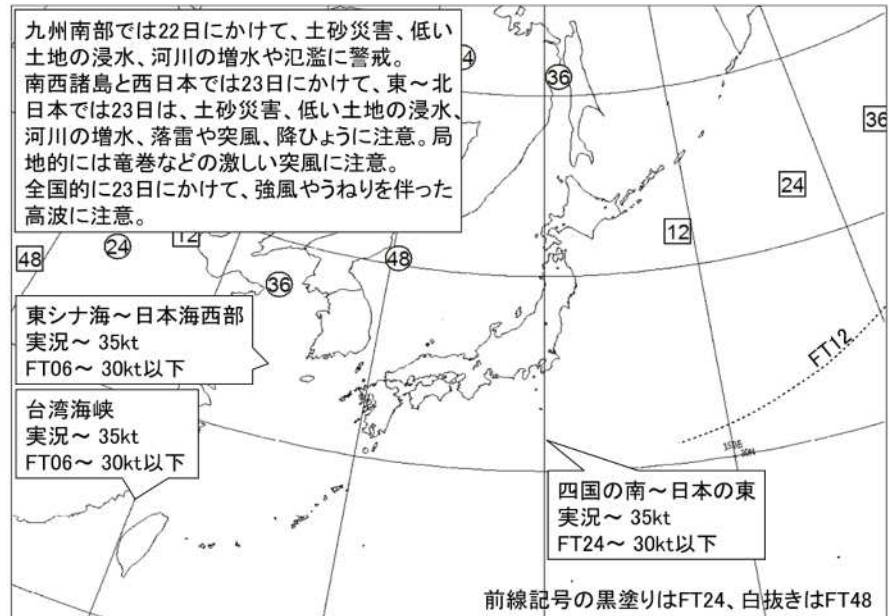 九州南部では22日にかけて、土砂災害、低い
土地の浸水、河川の増水や氾濫に警戒。
南西諸島と西日本では23日にかけて、東～北
日本では23日は、土砂災害、低い土地の浸水、
河川の増水、落雷や突風、降ひょうに注意。局
地的には竜巻などの激しい突風に注意。
全国的に23日にかけて、強風やうねりを伴った
高波に注意。
4
36
36
24
12
12
24
48
48
36
東シナ海～日本海西部
実況～ 35kt
FT06～ 30kt以下
FT12
台湾海峡
実況～ 35kt
FT06～ 30kt以下
30N
四国の南～日本の東
実況～ 35kt
FT24～ 30kt以下
前線記号の黒塗りはFT24、白抜きはFT48